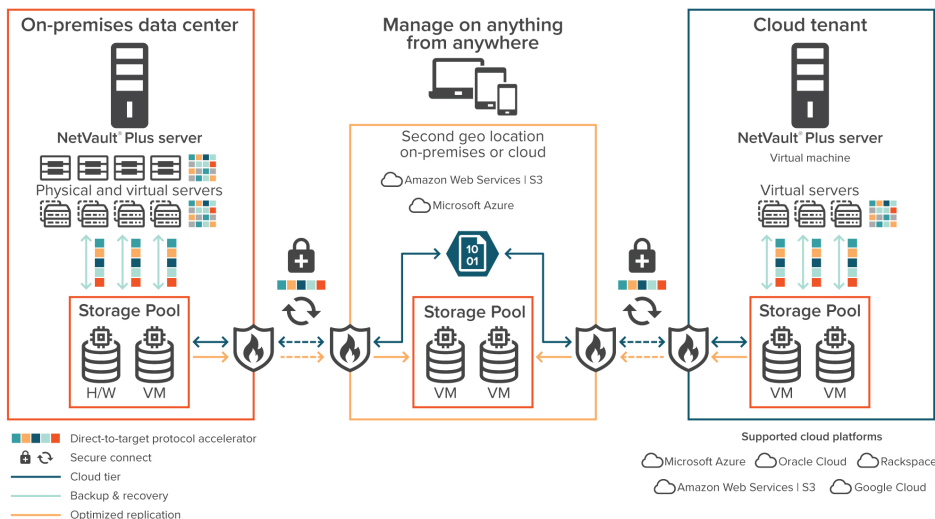 On-premises data center
NetVault® Plus server
Physical and virtual servers
Storage Pool
H/W
VM
Manage on anything
from anywhere
Second geo location
on-premises or cloud
Amazon Web Services | S3
Microsoft Azure
10
01
Storage Pool
VM
VM
Cloud tenant
NetVault® Plus server
Virtual machine
Virtual servers
Storage Pool
VM
VM
Direct-to-target protocol accelerator
Secure connect
Cloud tier
Backup & recovery
Optimized replication
Supported cloud platforms
Microsoft Azure
Oracle Cloud
Rackspace
Amazon Web Services | S3
Google Cloud